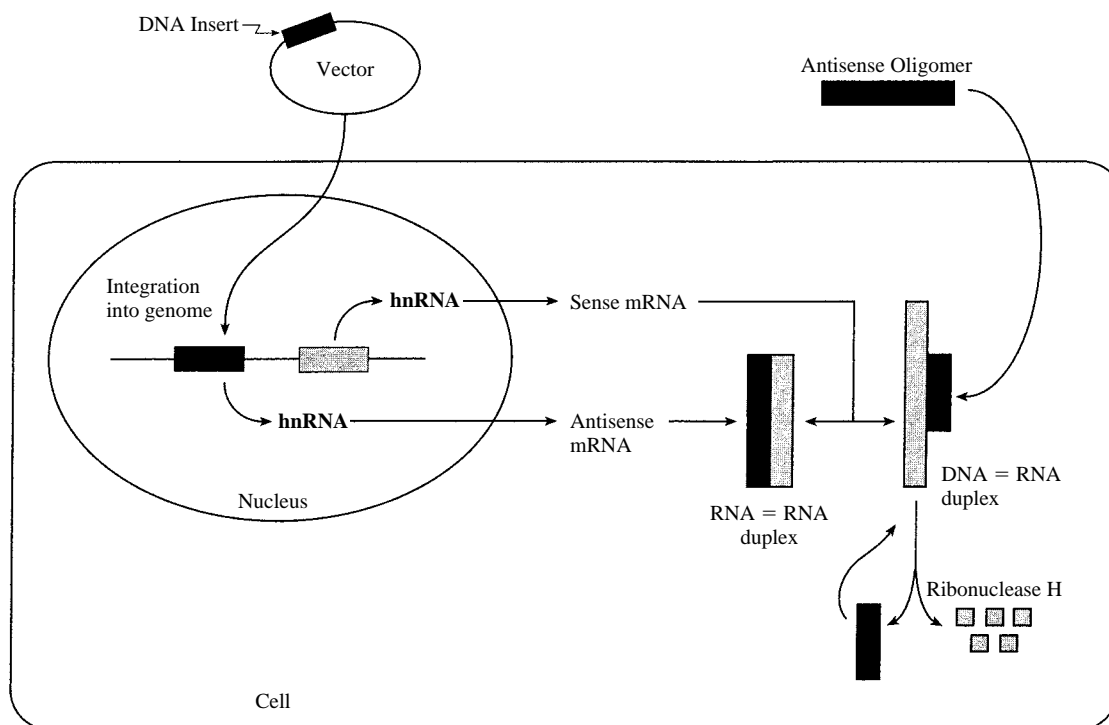 DNA Insert
Vector
Antisense Oligomer
Integration
into genome
hnRNA
Sense mRNA
hnRNA
Antisense
mRNA
Nucleus
RNA = RNA
duplex
DNA = RNA
duplex
Ribonuclease H
Cell